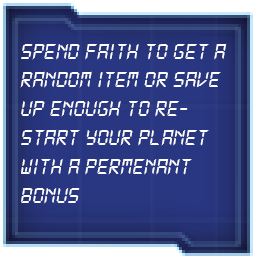 SPEND FAITH TO GET A
RANDOM ITEM OR SAVE
UP ENOUGH TO RE-
START YOUR PLANET
WITH A PERMENANT
BONUS